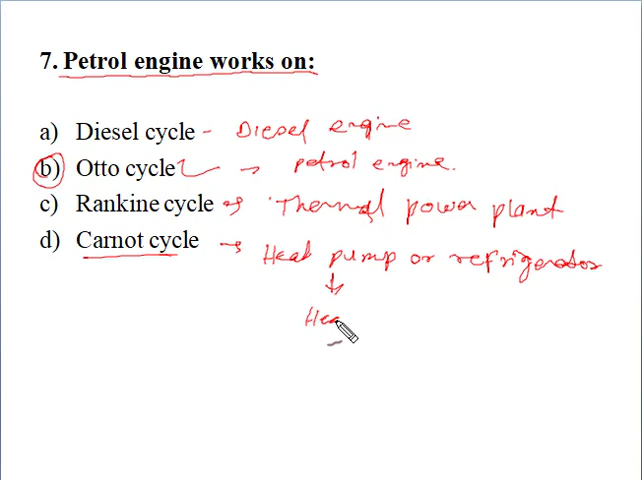 7. Petrol engine works on:
a) Diesel cycle - Diesel engine
b) Otto cycle → petrol engine.
c) Rankine cycle → Thermal power plant
d) Carnot cycle → Heat pump or refrigerator
↓
Hea